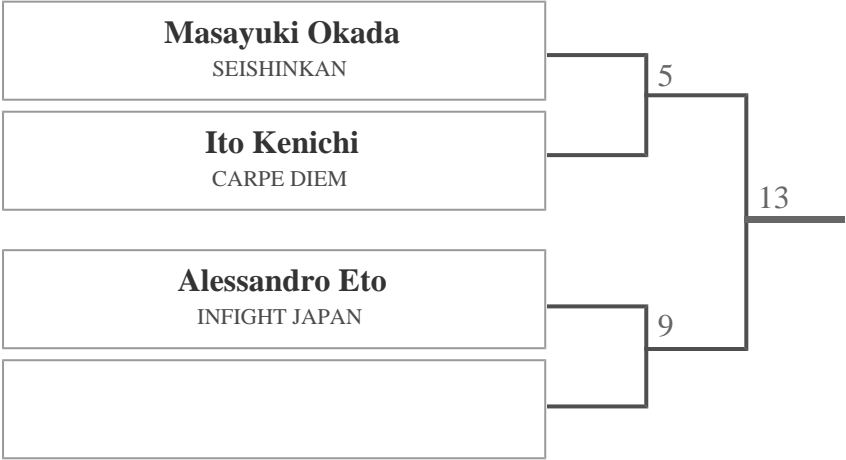 Masayuki Okada
SEISHINKAN
5
Ito Kenichi
CARPE DIEM
13
Alessandro Eto
INFIGHT JAPAN
9